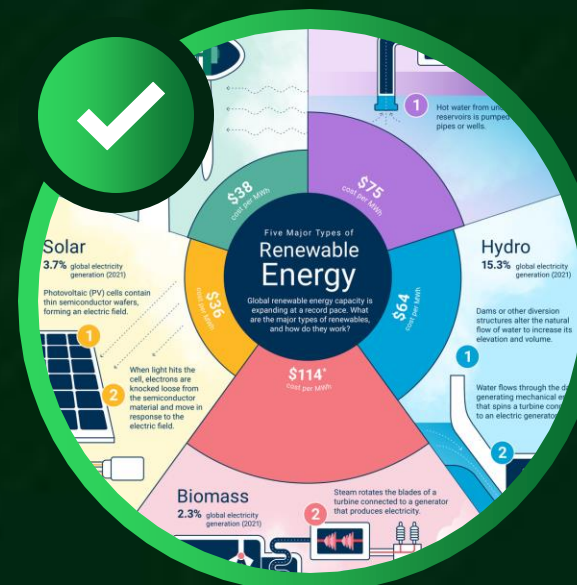 1
Hot water from
reservoirs is pumped
pipes or wells.
$38
cost per MWh
$75
cost per MWh
Five Major Types of
Renewable
Energy
Global renewable energy capacity is
expanding at a record pace. What
are the major types of renewables,
and how do they work?
$36
cost per MWh
$64
cost per MWh
$114*
cost per MWh
Solar
3.7% global electricity
generation (2021)
Photovoltaic (PV) cells contain
thin semiconductor wafers,
forming an electric field.
1
2
When light hits the
cell, electrons are
knocked loose from
the semiconductor
material and move in
response to the
electric field.
Hydro
15.3% global electricity
generation (2021)
Dams or other diversion
structures alter the natural
flow of water to increase its
elevation and volume.
1
Water flows through the
generating mechanical
that spins a turbine
to an electric generator
2
Biomass
2.3% global electricity
generation (2021)
2
Steam rotates the blades of a
turbine connected to a generator
that produces electricity.